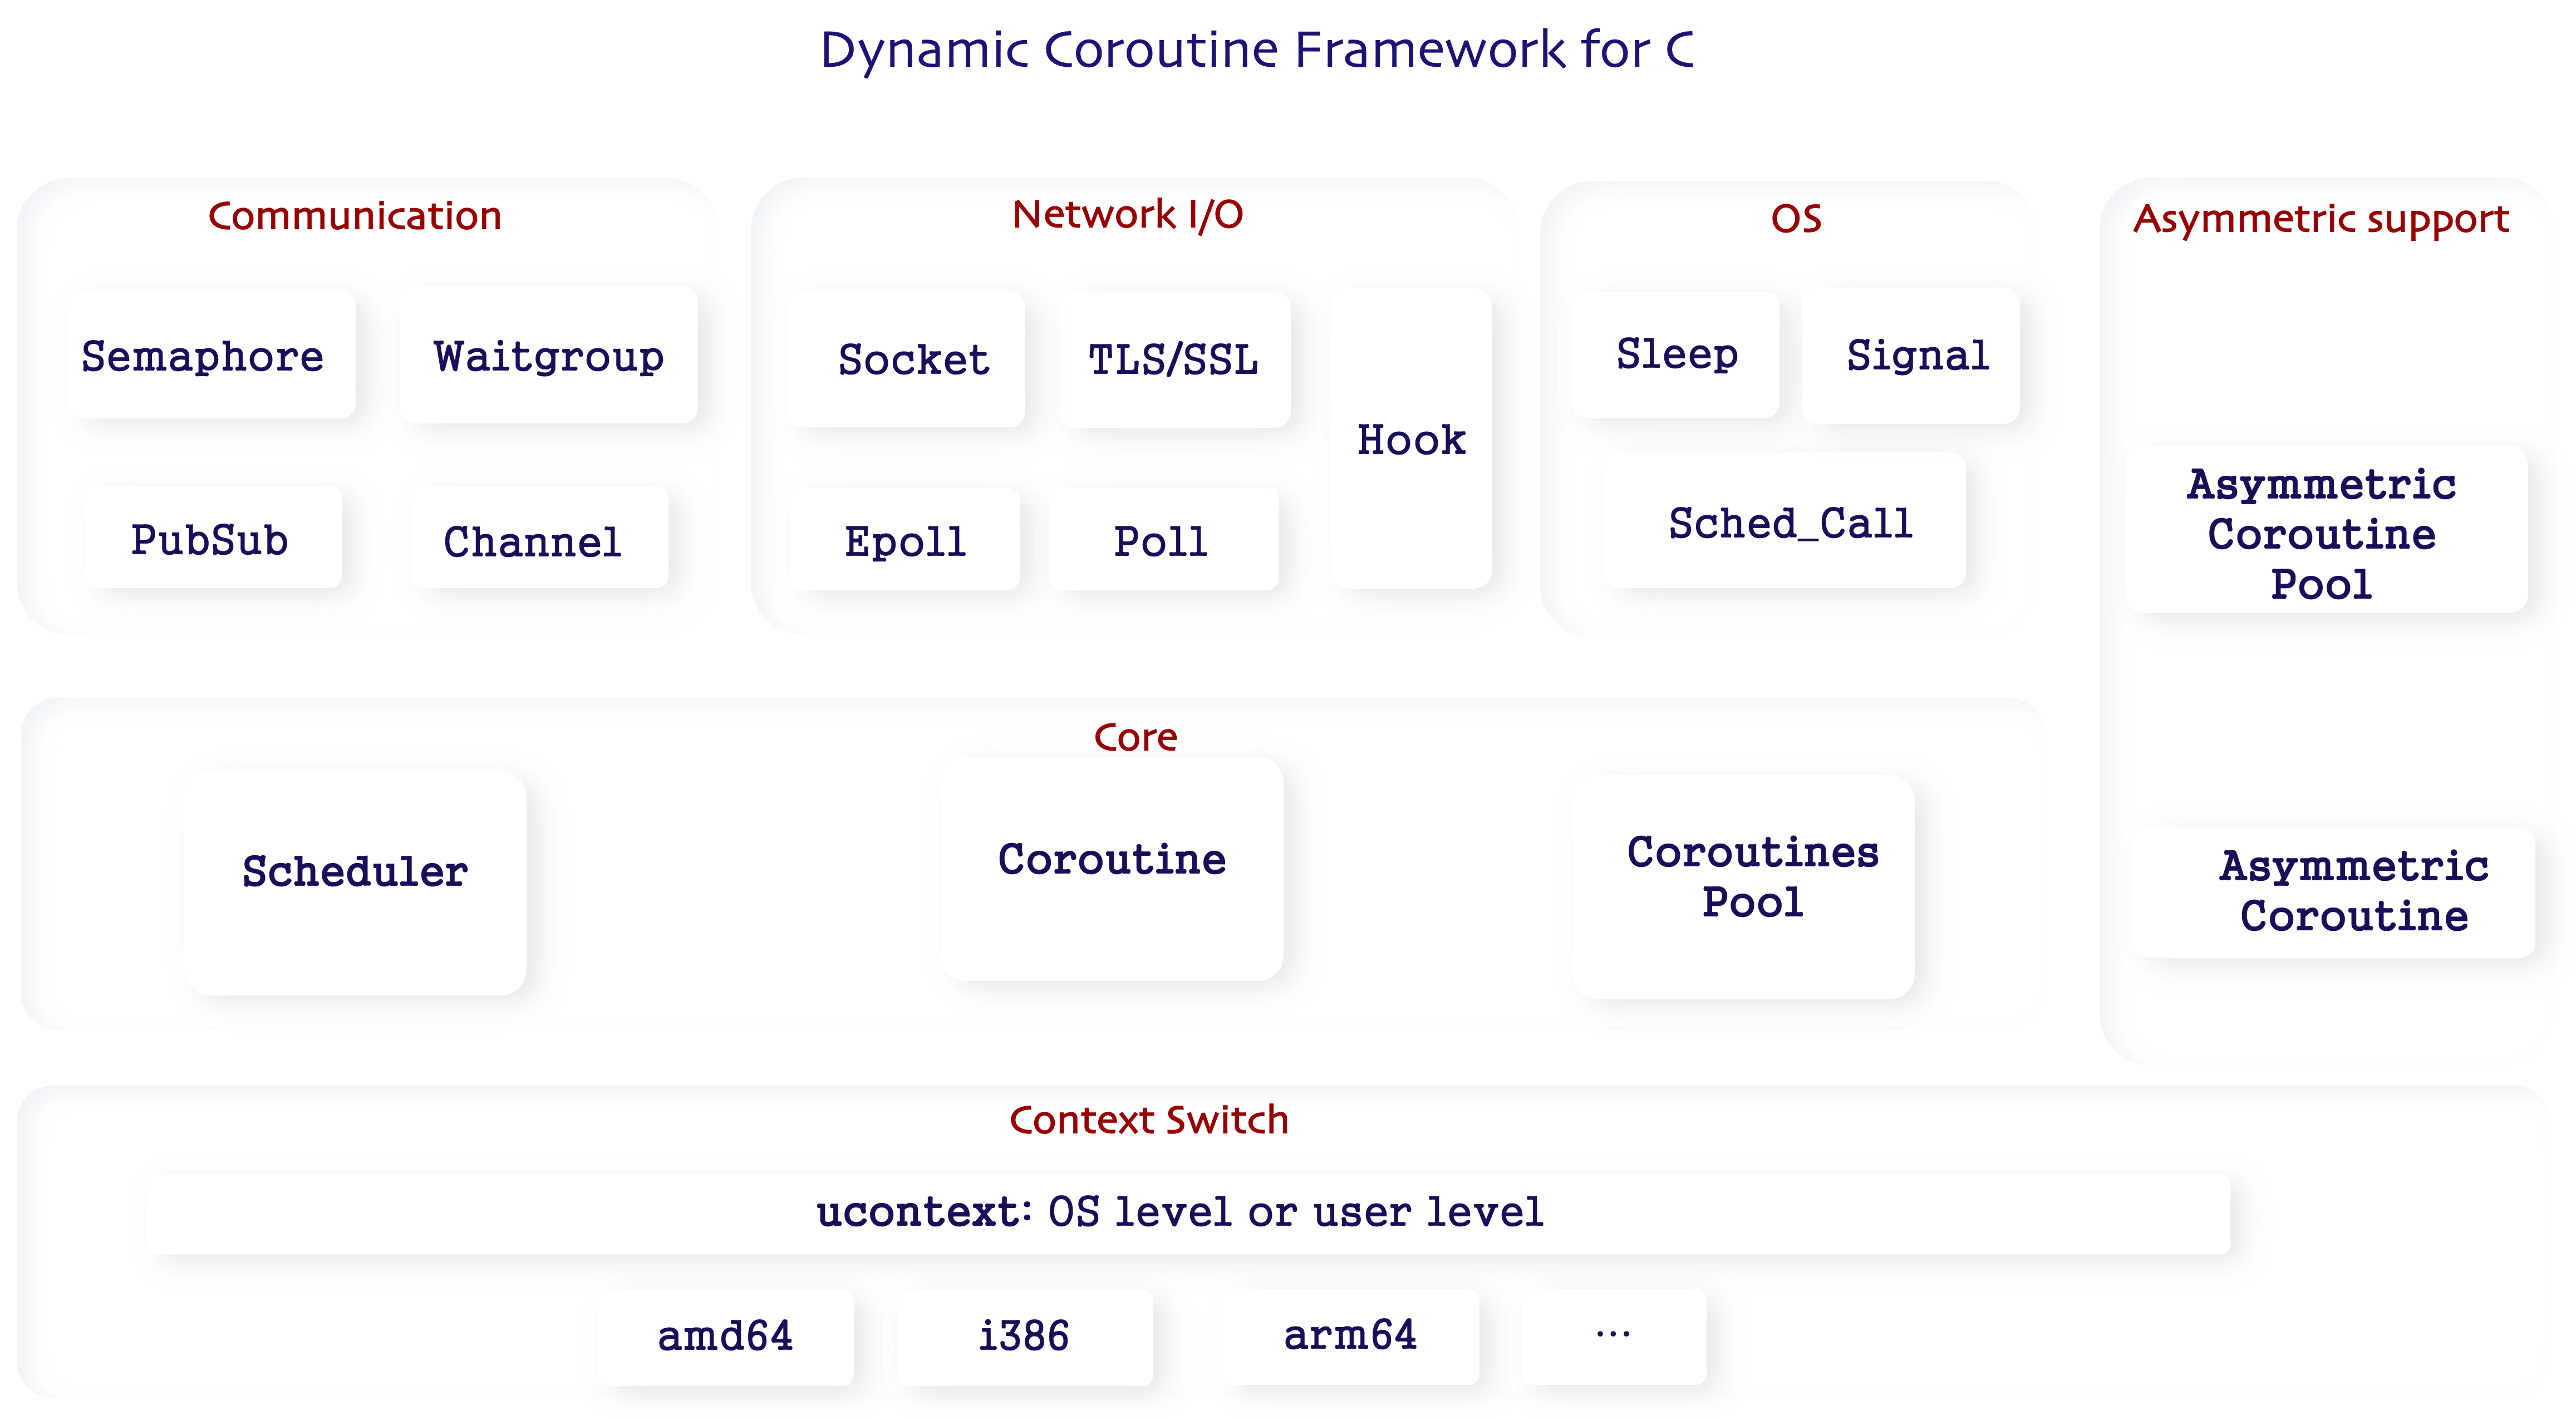 Dynamic Coroutine Framework for C
Communication
Semaphore
Waitgroup
PubSub
Channel
Network I/O
Socket
TLS/SSL
Hook
Epoll
Poll
OS
Sleep
Signal
Sched_Call
Asymmetric support
Asymmetric
Coroutine
Pool
Asymmetric
Coroutine
Core
Scheduler
Coroutine
Coroutines
Pool
Context Switch
ucontext: OS level or user level
amd64
i386
arm64
...